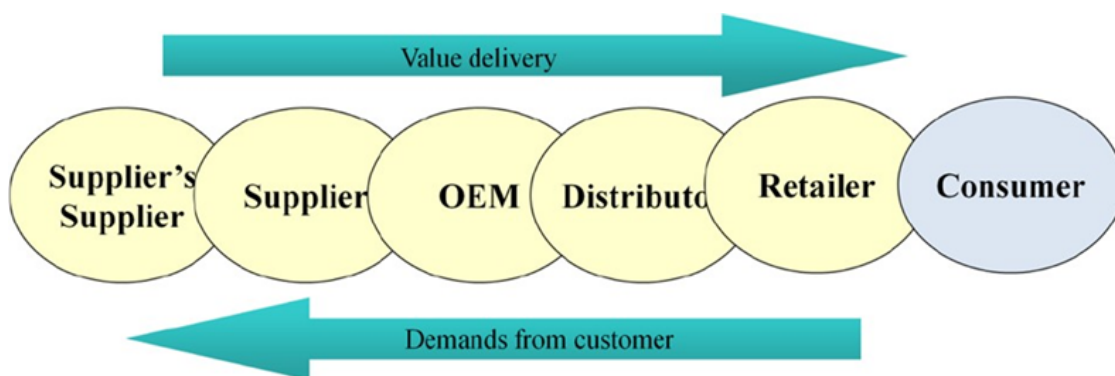 Value delivery
Supplier's
Supplier
Supplier
OEM
Distributo
Retailer
Consumer
Demands from customer